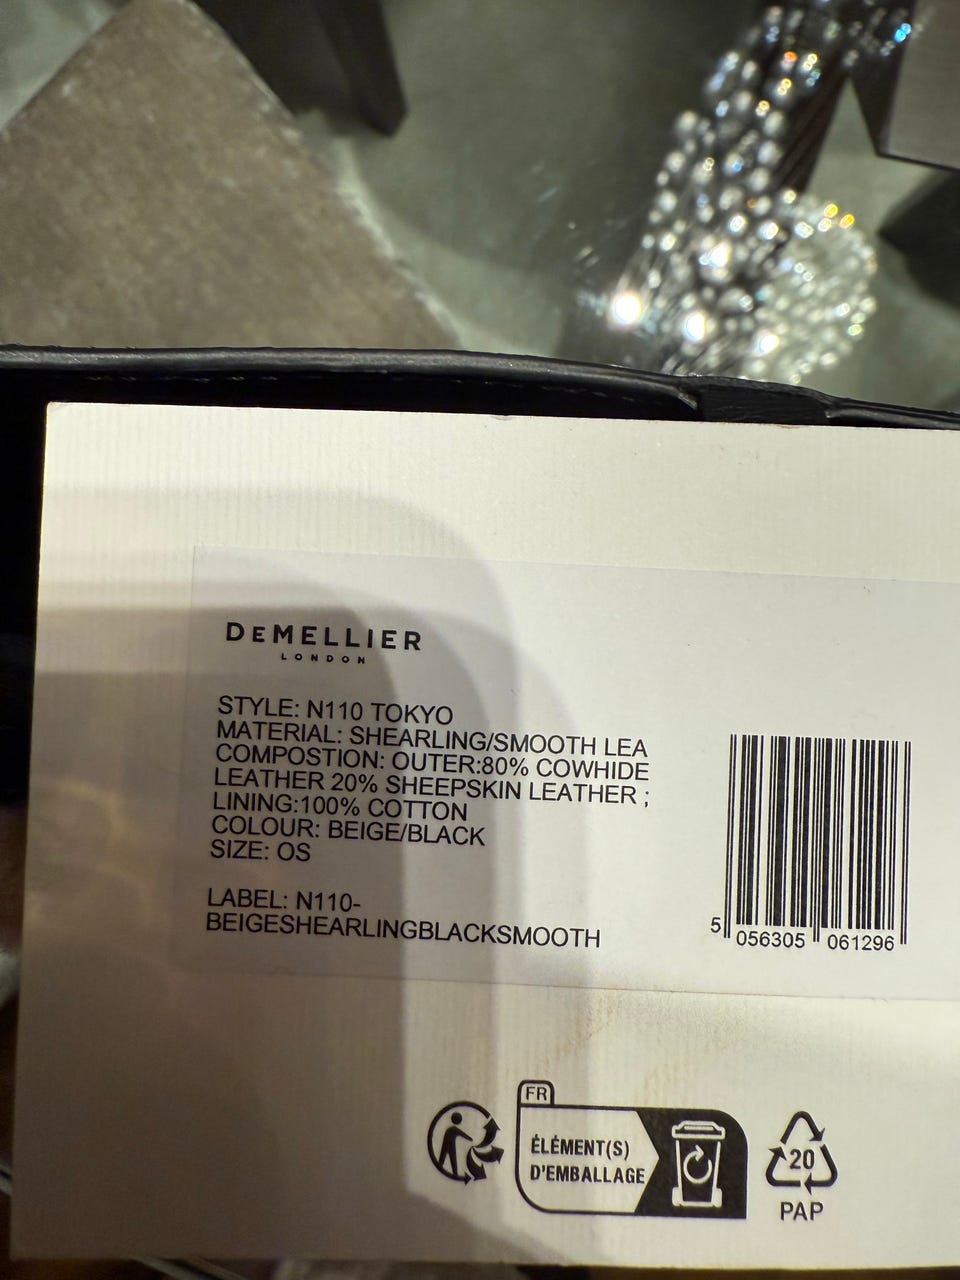 DEMELLIER
LONDON
STYLE: N110 TOKYO
MATERIAL: SHEARLING/SMOOTH LEA
COMPOSTION: OUTER:80% COWHIDE
LEATHER 20% SHEEPSKIN LEATHER ;
LINING:100% COTTON
COLOUR: BEIGE/BLACK
SIZE: OS
LABEL: N110-
BEIGESHEARLINGBLACKSMOOTH
5 056305 061296
FR
ÉLÉMENT(S)
D'EMBALLAGE
20
PAP